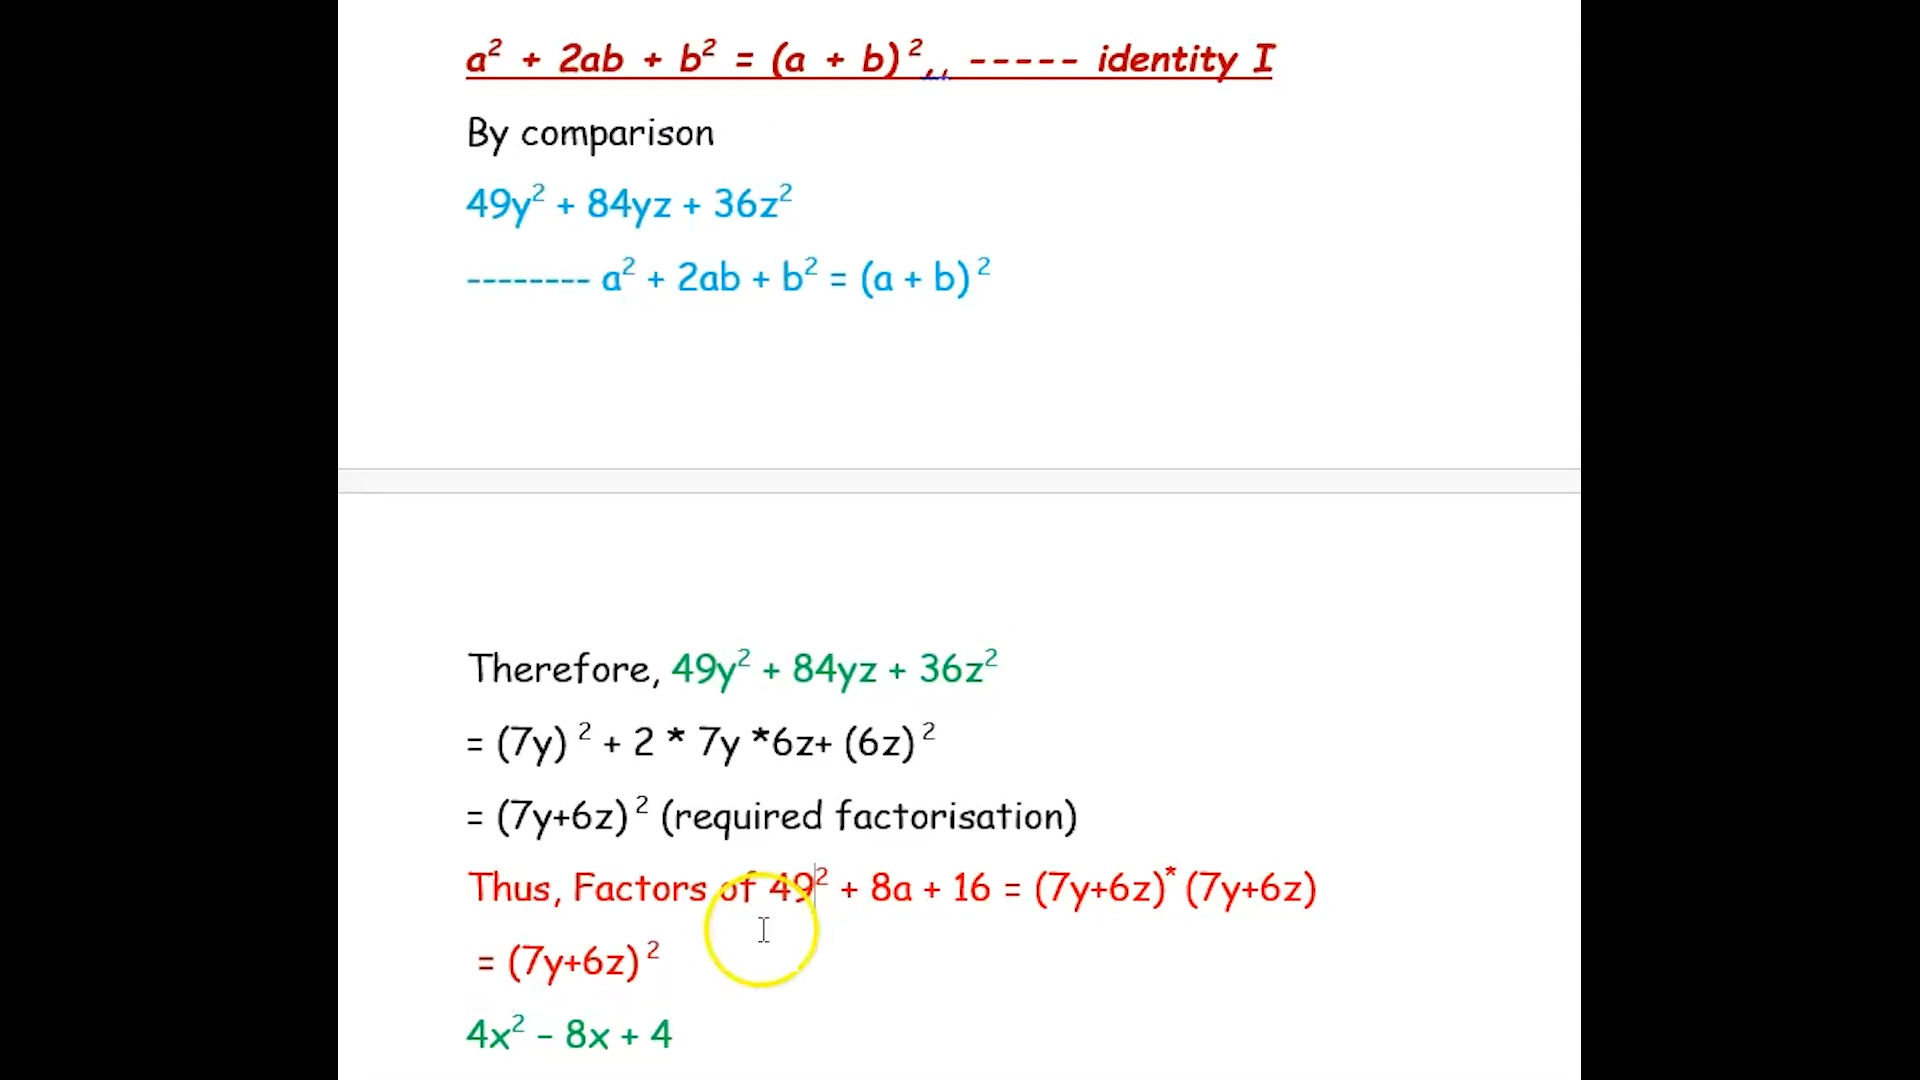 a² + 2ab + b² = (a + b)²,, ----- identity I
By comparison
49y² + 84yz + 36z²
-------- a² + 2ab + b² = (a + b)²
Therefore, 49y² + 84yz + 36z²
= (7y)² + 2 * 7y *6z+ (6z)²
= (7y+6z)² (required factorisation)
Thus, Factors of 49² + 8a + 16 = (7y+6z)* (7y+6z)
= (7y+6z)²
4x² - 8x + 4